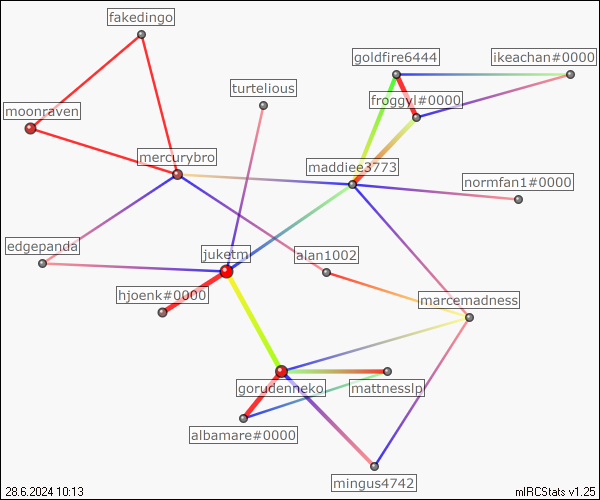 fakedingo
goldfire6444
ikeachan#0000
turtelious
froggyl#0000
moonraven
mercurybro
maddiee3773
normfan1#0000
edgepanda
juketm
alan1002
hjoenk#0000
marcemadness
gorudenneko
mattnesslp
albamare#0000
mingus4742
28.6.2024 10:13
mIRCStats v1.25